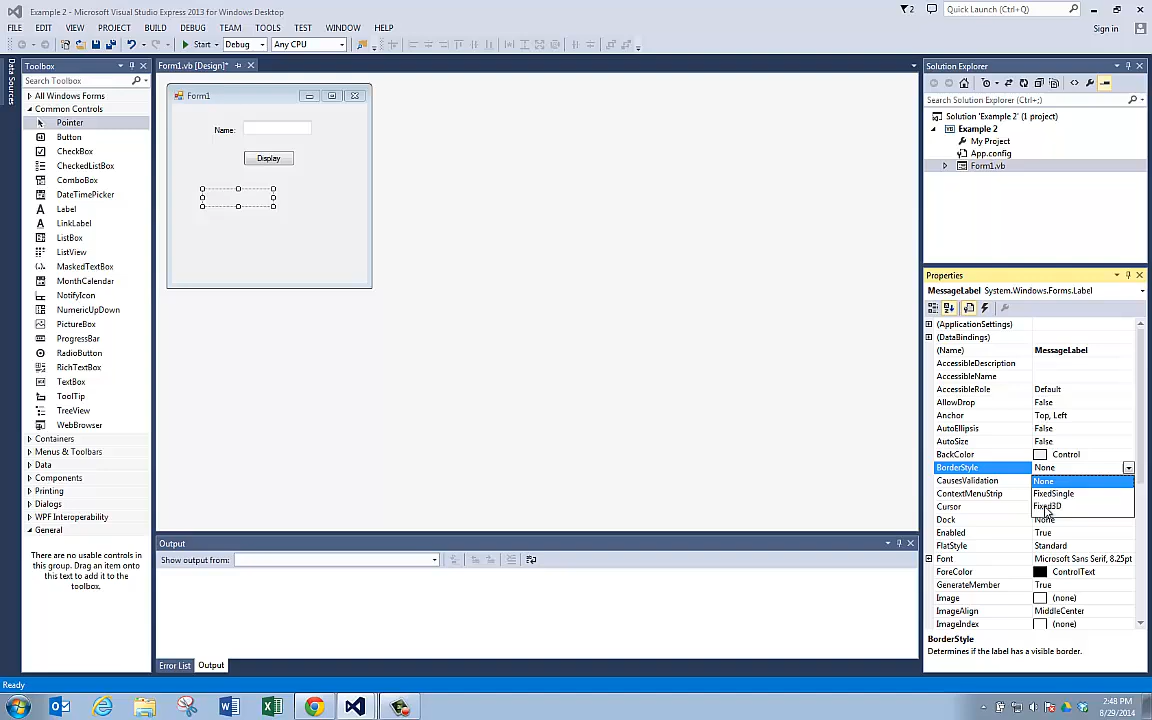 Example 2 - Microsoft Visual Studio Express 2013 for Windows Desktop
2
Quick Launch (Ctrl+Q)
FILE EDIT VIEW PROJECT BUILD DEBUG TEAM TOOLS TEST WINDOW HELP
Sign in
Start Debug Any CPU
Data Sources
Toolbox
Search Toolbox
All Windows Forms
Common Controls
Pointer
Button
CheckBox
CheckedListBox
ComboBox
DateTimePicker
Label
LinkLabel
ListBox
ListView
MaskedTextBox
MonthCalendar
NotifyIcon
NumericUpDown
PictureBox
ProgressBar
RadioButton
RichTextBox
TextBox
ToolTip
TreeView
WebBrowser
Containers
Menus & Toolbars
Data
Components
Printing
Dialogs
WPF Interoperability
General
There are no usable controls
in this group. Drag an item onto
this text to add it to the
toolbox.
Form1.vb [Design]*
Form1
Name:
Display
Output
Show output from:
Error List Output
Solution Explorer
Search Solution Explorer (Ctrl+;)
Solution 'Example 2' (1 project)
Example 2
My Project
App.config
Form1.vb
Properties
MessageLabel System.Windows.Forms.Label
(ApplicationSettings)
(DataBindings)
(Name) MessageLabel
AccessibleDescription
AccessibleName
AccessibleRole Default
AllowDrop False
Anchor Top, Left
AutoEllipsis False
AutoSize False
BackColor Control
BorderStyle None
CausesValidation None
ContextMenuStrip FixedSingle
Cursor Fixed3D
Dock None
Enabled True
FlatStyle Standard
Font Microsoft Sans Serif, 8.25pt
ForeColor ControlText
GenerateMember True
Image (none)
ImageAlign MiddleCenter
ImageIndex (none)
BorderStyle
Determines if the label has a visible border.
Ready
2:48 PM
8/29/2014